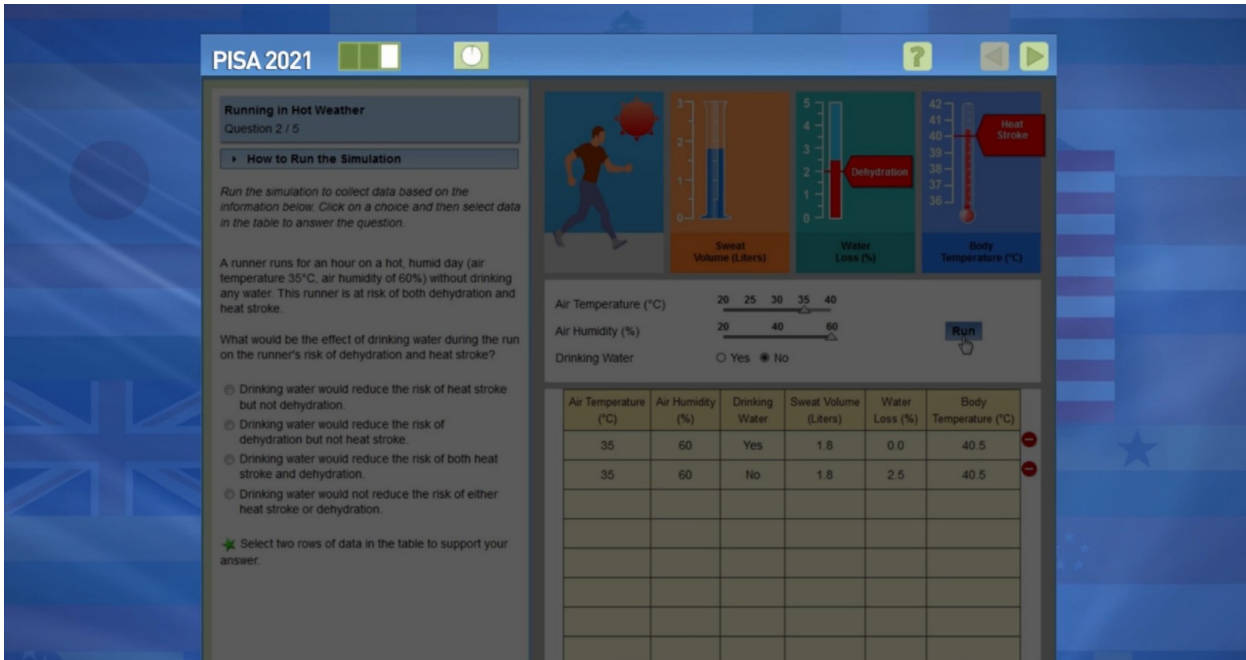 PISA 2021
?
Running in Hot Weather
Question 2 / 5
How to Run the Simulation
Run the simulation to collect data based on the
information below. Click on a choice and then select data
in the table to answer the question.
A runner runs for an hour on a hot, humid day (air
temperature 35°C, air humidity of 60%) without drinking
any water. This runner is at risk of both dehydration and
heat stroke.
What would be the effect of drinking water during the run
on the runner's risk of dehydration and heat stroke?
Drinking water would reduce the risk of heat stroke
but not dehydration.
Drinking water would reduce the risk of
dehydration but not heat stroke.
Drinking water would reduce the risk of both heat
stroke and dehydration.
Drinking water would not reduce the risk of either
heat stroke or dehydration.
Select two rows of data in the table to support your
answer.
3
2
1
0
Sweat
Volume (Liters)
5
4
3
2
1
0
Dehydration
Water
Loss (%)
42
41
40
39
38
37
36
Heat
Stroke
Body
Temperature (°C)
Air Temperature (°C) 20 25 30 35 40
Air Humidity (%) 20 40 60
Drinking Water Yes No
Run
Air Temperature (°C) Air Humidity (%) Drinking Water Sweat Volume (Liters) Water Loss (%) Body Temperature (°C)
35 60 Yes 1.8 0.0 40.5
35 60 No 1.8 2.5 40.5